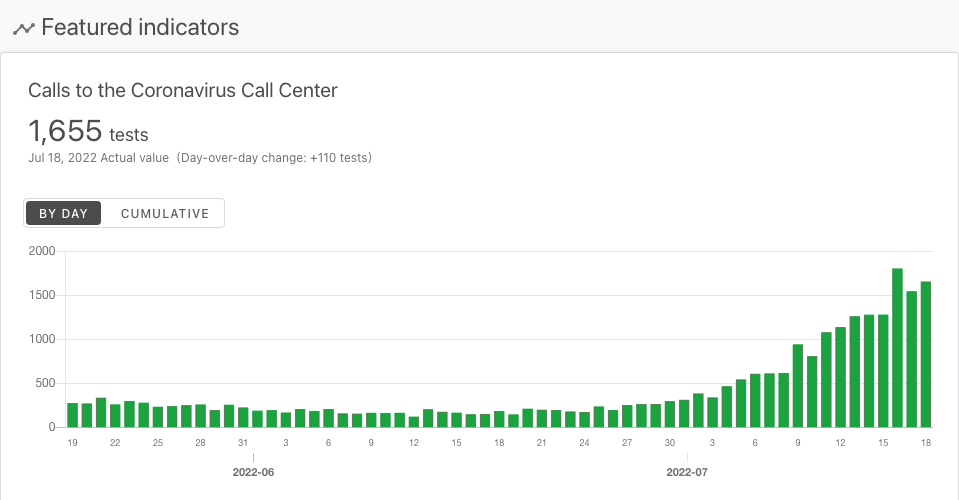 Featured indicators
Calls to the Coronavirus Call Center
1,655 tests
Jul 18, 2022 Actual value (Day-over-day change: +110 tests)
BY DAY CUMULATIVE
2000
1500
1000
500
0
19 22 25 28 31 3 6 9 12 15 18 21 24 27 30 3 6 9 12 15 18
2022-06 2022-07